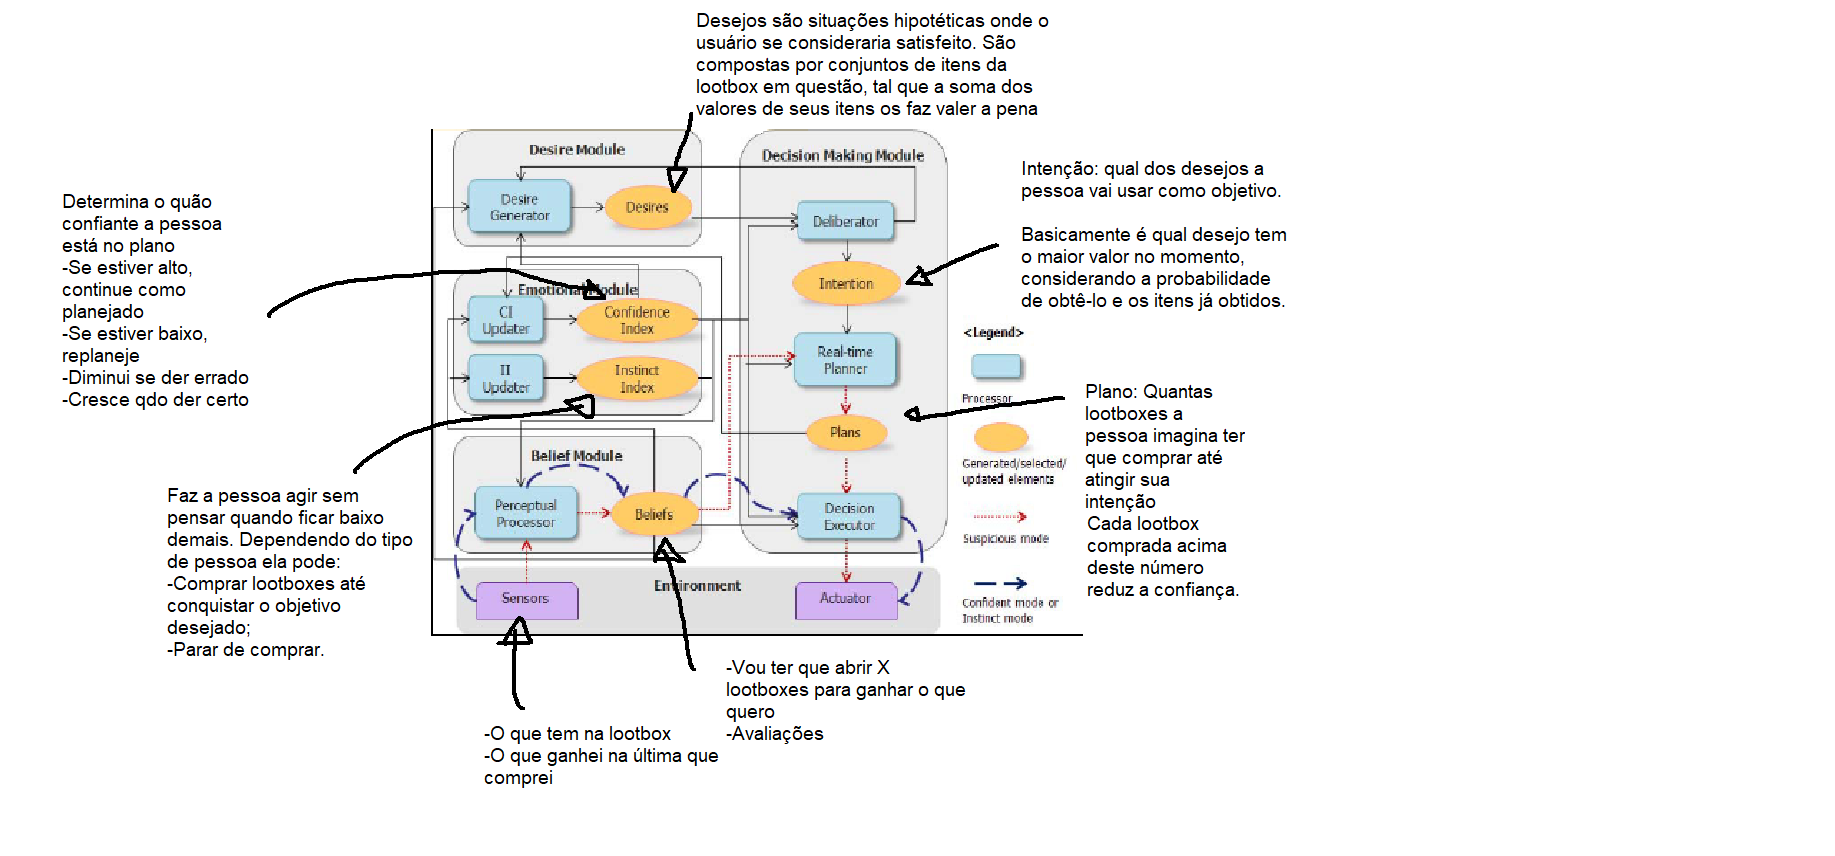 Desejos são situações hipotéticas onde o
usuário se consideraria satisfeito. São
compostas por conjuntos de itens da
lootbox em questão, tal que a soma dos
valores de seus itens os faz valer a pena
Desire Module
Desire
Generator
Desires
Decision Making Module
Deliberator
Intention
Real-time
Planner
Plans
Decision
Executor
Intenção: qual dos desejos a
pessoa vai usar como objetivo.
Basicamente é qual desejo tem
o maior valor no momento,
considerando a probabilidade
de obtê-lo e os itens já obtidos.
Determina o quão
confiante a pessoa
está no plano
-Se estiver alto,
continue como
planejado
-Se estiver baixo,
replaneje
-Diminui se der errado
-Cresce qdo der certo
Emotional Module
CI
Updater
Confidence
Index
II
Updater
Instinct
Index
<Legend>
Processor
Generated/selected/
updated elements
Suspicious mode
Confident mode or
Instinct mode
Plano: Quantas
lootboxes a
pessoa imagina ter
que comprar até
atingir sua
intenção
Cada lootbox
comprada acima
deste número
reduz a confiança.
Belief Module
Perceptual
Processor
Beliefs
Faz a pessoa agir sem
pensar quando ficar baixo
demais. Dependendo do tipo
de pessoa ela pode:
-Comprar lootboxes até
conquistar o objetivo
desejado;
-Parar de comprar.
Environment
Sensors
Actuator
-Vou ter que abrir X
lootboxes para ganhar o que
quero
-Avaliações
-O que tem na lootbox
-O que ganhei na última que
comprei